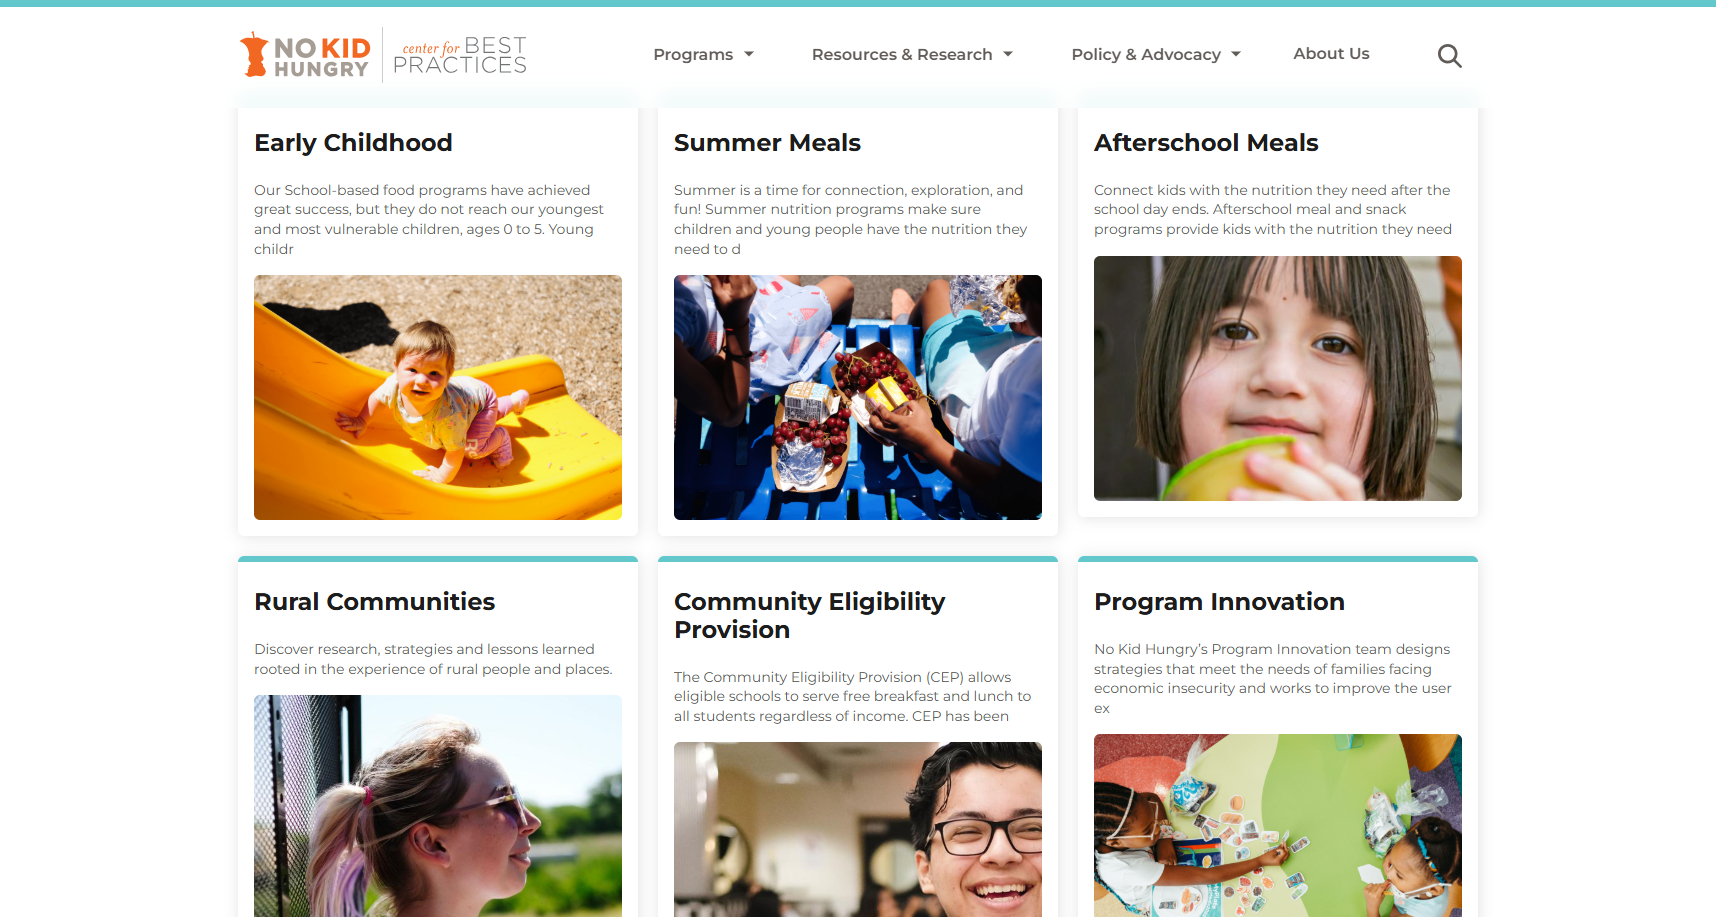 NO KID HUNGRY
center for BEST PRACTICES
Programs
Resources & Research
Policy & Advocacy
About Us
Early Childhood
Our School-based food programs have achieved
great success, but they do not reach our youngest
and most vulnerable children, ages 0 to 5. Young
childr
Summer Meals
Summer is a time for connection, exploration, and
fun! Summer nutrition programs make sure
children and young people have the nutrition they
need to d
Afterschool Meals
Connect kids with the nutrition they need after the
school day ends. Afterschool meal and snack
programs provide kids with the nutrition they need
Rural Communities
Discover research, strategies and lessons learned
rooted in the experience of rural people and places.
Community Eligibility
Provision
The Community Eligibility Provision (CEP) allows
eligible schools to serve free breakfast and lunch to
all students regardless of income. CEP has been
Program Innovation
No Kid Hungry’s Program Innovation team designs
strategies that meet the needs of families facing
economic insecurity and works to improve the user
ex